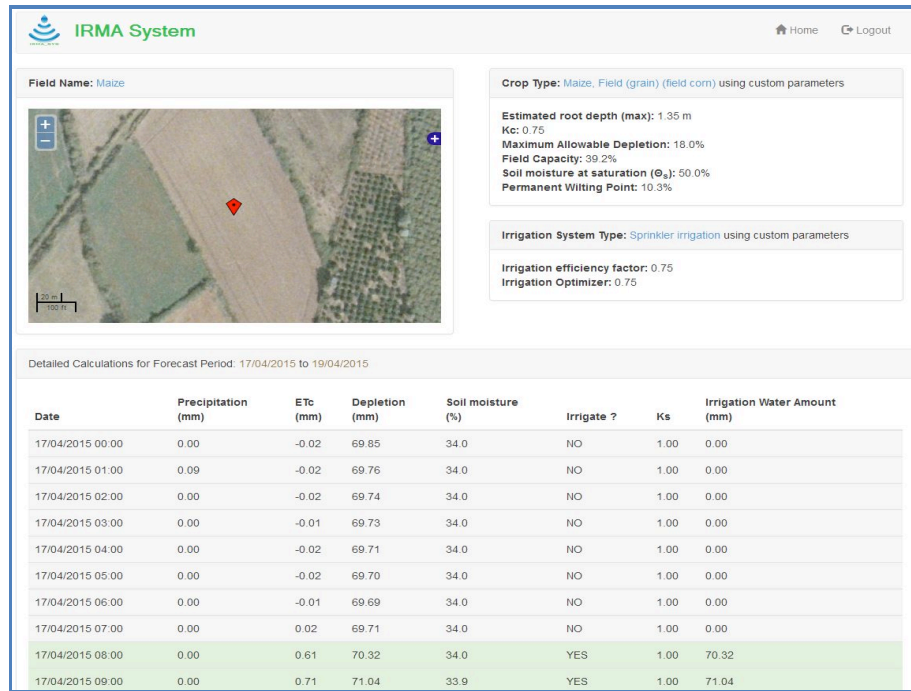 IRMA System
Home
Logout
Field Name: Maize
+
−
20 m
100 ft
+
Crop Type: Maize, Field (grain) (field corn) using custom parameters
Estimated root depth (max): 1.35 m
Kc: 0.75
Maximum Allowable Depletion: 18.0%
Field Capacity: 39.2%
Soil moisture at saturation (Θₛ): 50.0%
Permanent Wilting Point: 10.3%
Irrigation System Type: Sprinkler irrigation using custom parameters
Irrigation efficiency factor: 0.75
Irrigation Optimizer: 0.75
Detailed Calculations for Forecast Period: 17/04/2015 to 19/04/2015
Date Precipitation (mm) ETc (mm) Depletion (mm) Soil moisture (%) Irrigate ? Ks Irrigation Water Amount (mm)
17/04/2015 00:00 0.00 -0.02 69.85 34.0 NO 1.00 0.00
17/04/2015 01:00 0.09 -0.02 69.76 34.0 NO 1.00 0.00
17/04/2015 02:00 0.00 -0.02 69.74 34.0 NO 1.00 0.00
17/04/2015 03:00 0.00 -0.01 69.73 34.0 NO 1.00 0.00
17/04/2015 04:00 0.00 -0.02 69.71 34.0 NO 1.00 0.00
17/04/2015 05:00 0.00 -0.02 69.70 34.0 NO 1.00 0.00
17/04/2015 06:00 0.00 -0.01 69.69 34.0 NO 1.00 0.00
17/04/2015 07:00 0.00 0.02 69.71 34.0 NO 1.00 0.00
17/04/2015 08:00 0.00 0.61 70.32 34.0 YES 1.00 70.32
17/04/2015 09:00 0.00 0.71 71.04 33.9 YES 1.00 71.04